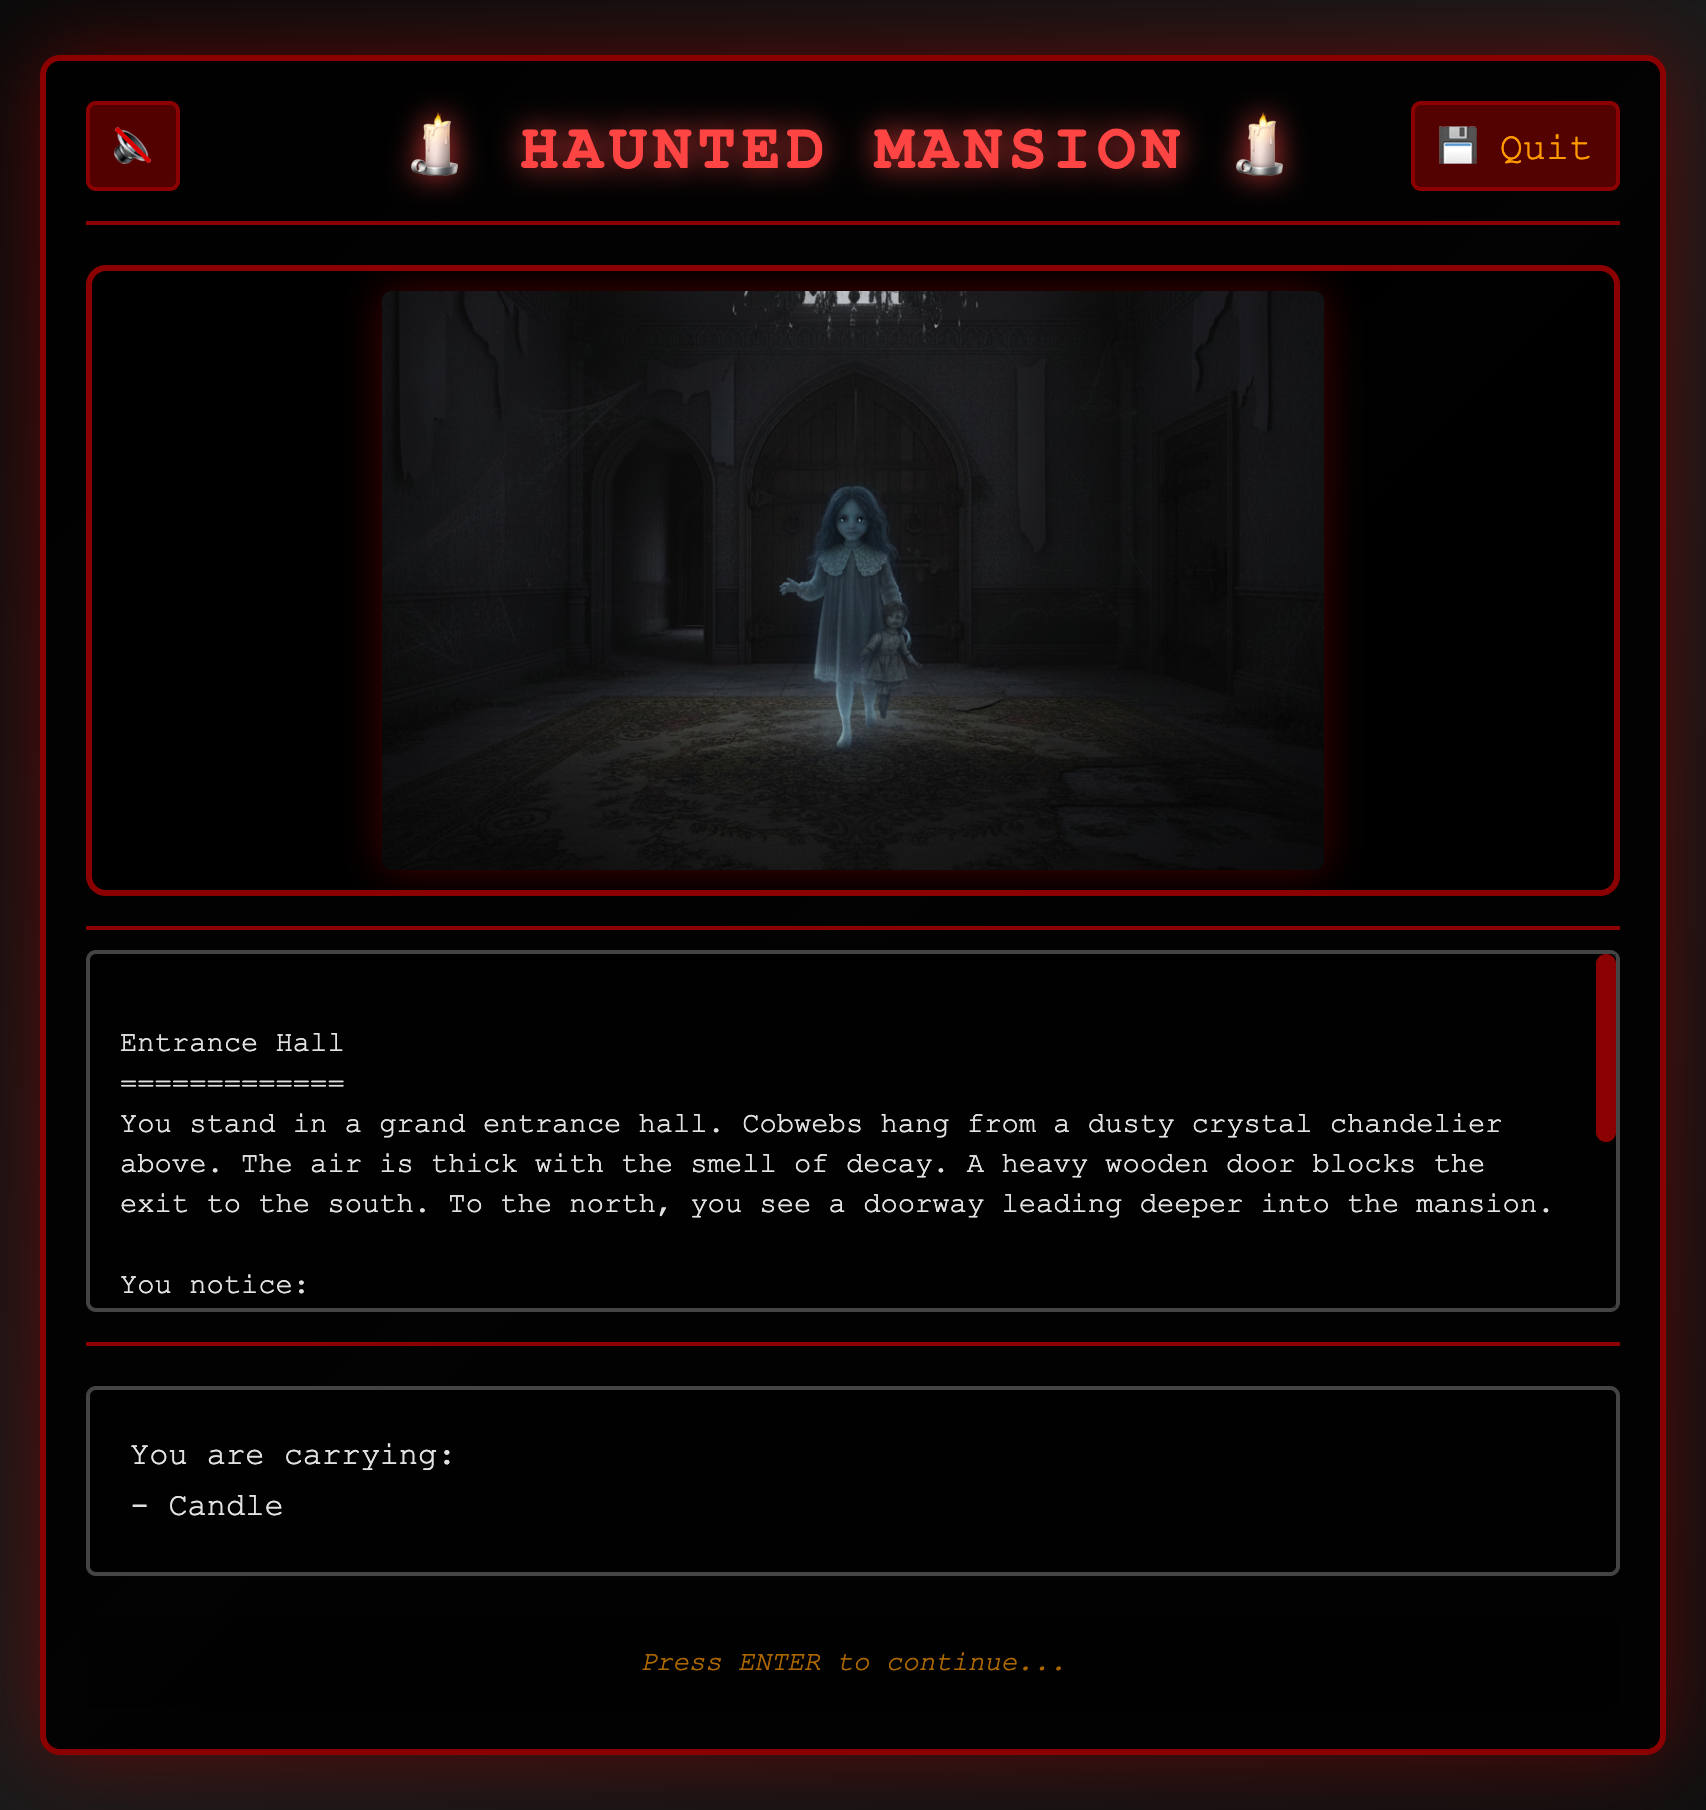 HAUNTED MANSION
Quit
Entrance Hall
=============
You stand in a grand entrance hall. Cobwebs hang from a dusty crystal chandelier
above. The air is thick with the smell of decay. A heavy wooden door blocks the
exit to the south. To the north, you see a doorway leading deeper into the mansion.
You notice:
You are carrying:
- Candle
Press ENTER to continue...